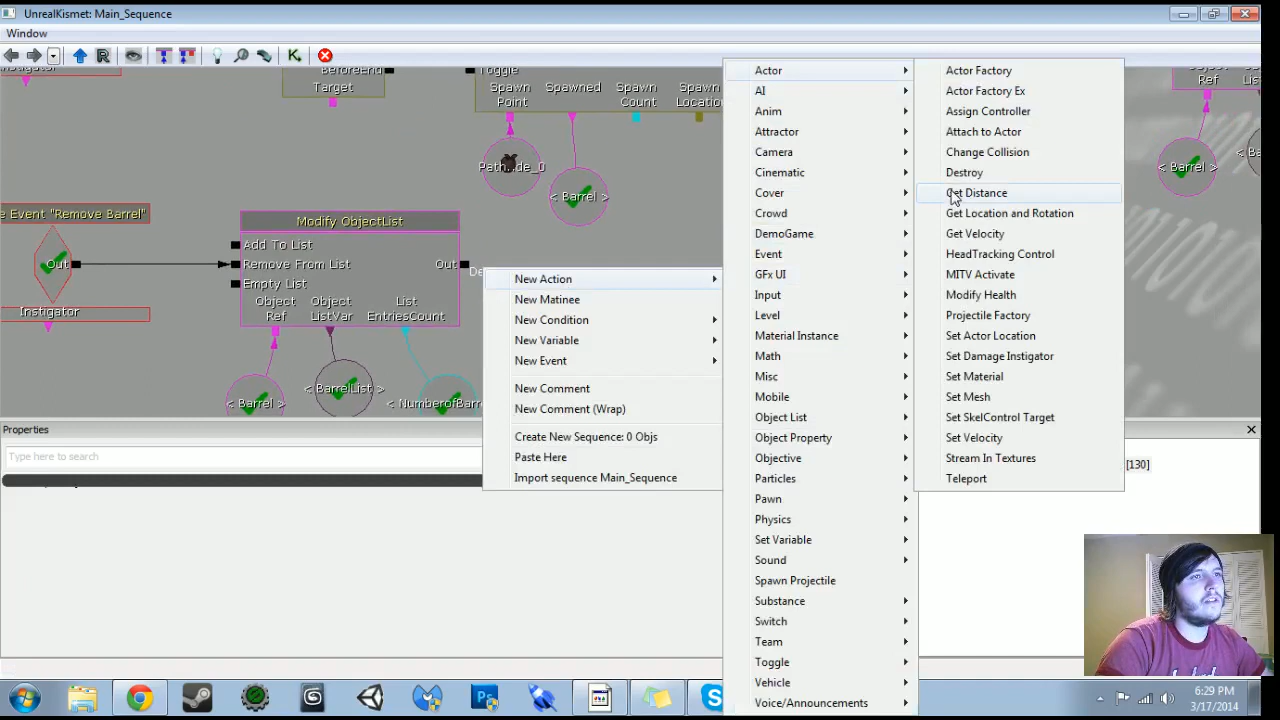 UnrealKismet: Main_Sequence
Window
BeforeEnd
Target
Toggle
Spawn Point
Spawned
Spawn Count
Spawn
Pathnode_0
< Barrel >
Ref
< Barrel >
e Event "Remove Barrel"
Out
Instigator
Modify ObjectList
Add To List
Remove From List
Empty List
Out
Object Ref
Object ListVar
List EntriesCount
< Barrel >
< BarrelList >
< NumberofBarr
New Action
New Matinee
New Condition
New Variable
New Event
New Comment
New Comment (Wrap)
Create New Sequence: 0 Objs
Paste Here
Import sequence Main_Sequence
Actor
AI
Anim
Attractor
Camera
Cinematic
Cover
Crowd
DemoGame
Event
GFx UI
Input
Level
Material Instance
Math
Misc
Mobile
Object List
Object Property
Objective
Particles
Pawn
Physics
Set Variable
Sound
Spawn Projectile
Substance
Switch
Team
Toggle
Vehicle
Voice/Announcements
Actor Factory
Actor Factory Ex
Assign Controller
Attach to Actor
Change Collision
Destroy
Get Distance
Get Location and Rotation
Get Velocity
HeadTracking Control
MITV Activate
Modify Health
Projectile Factory
Set Actor Location
Set Damage Instigator
Set Material
Set Mesh
Set SkelControl Target
Set Velocity
Stream In Textures
Teleport
Properties
Type here to search
[130]
6:29 PM
3/17/2014